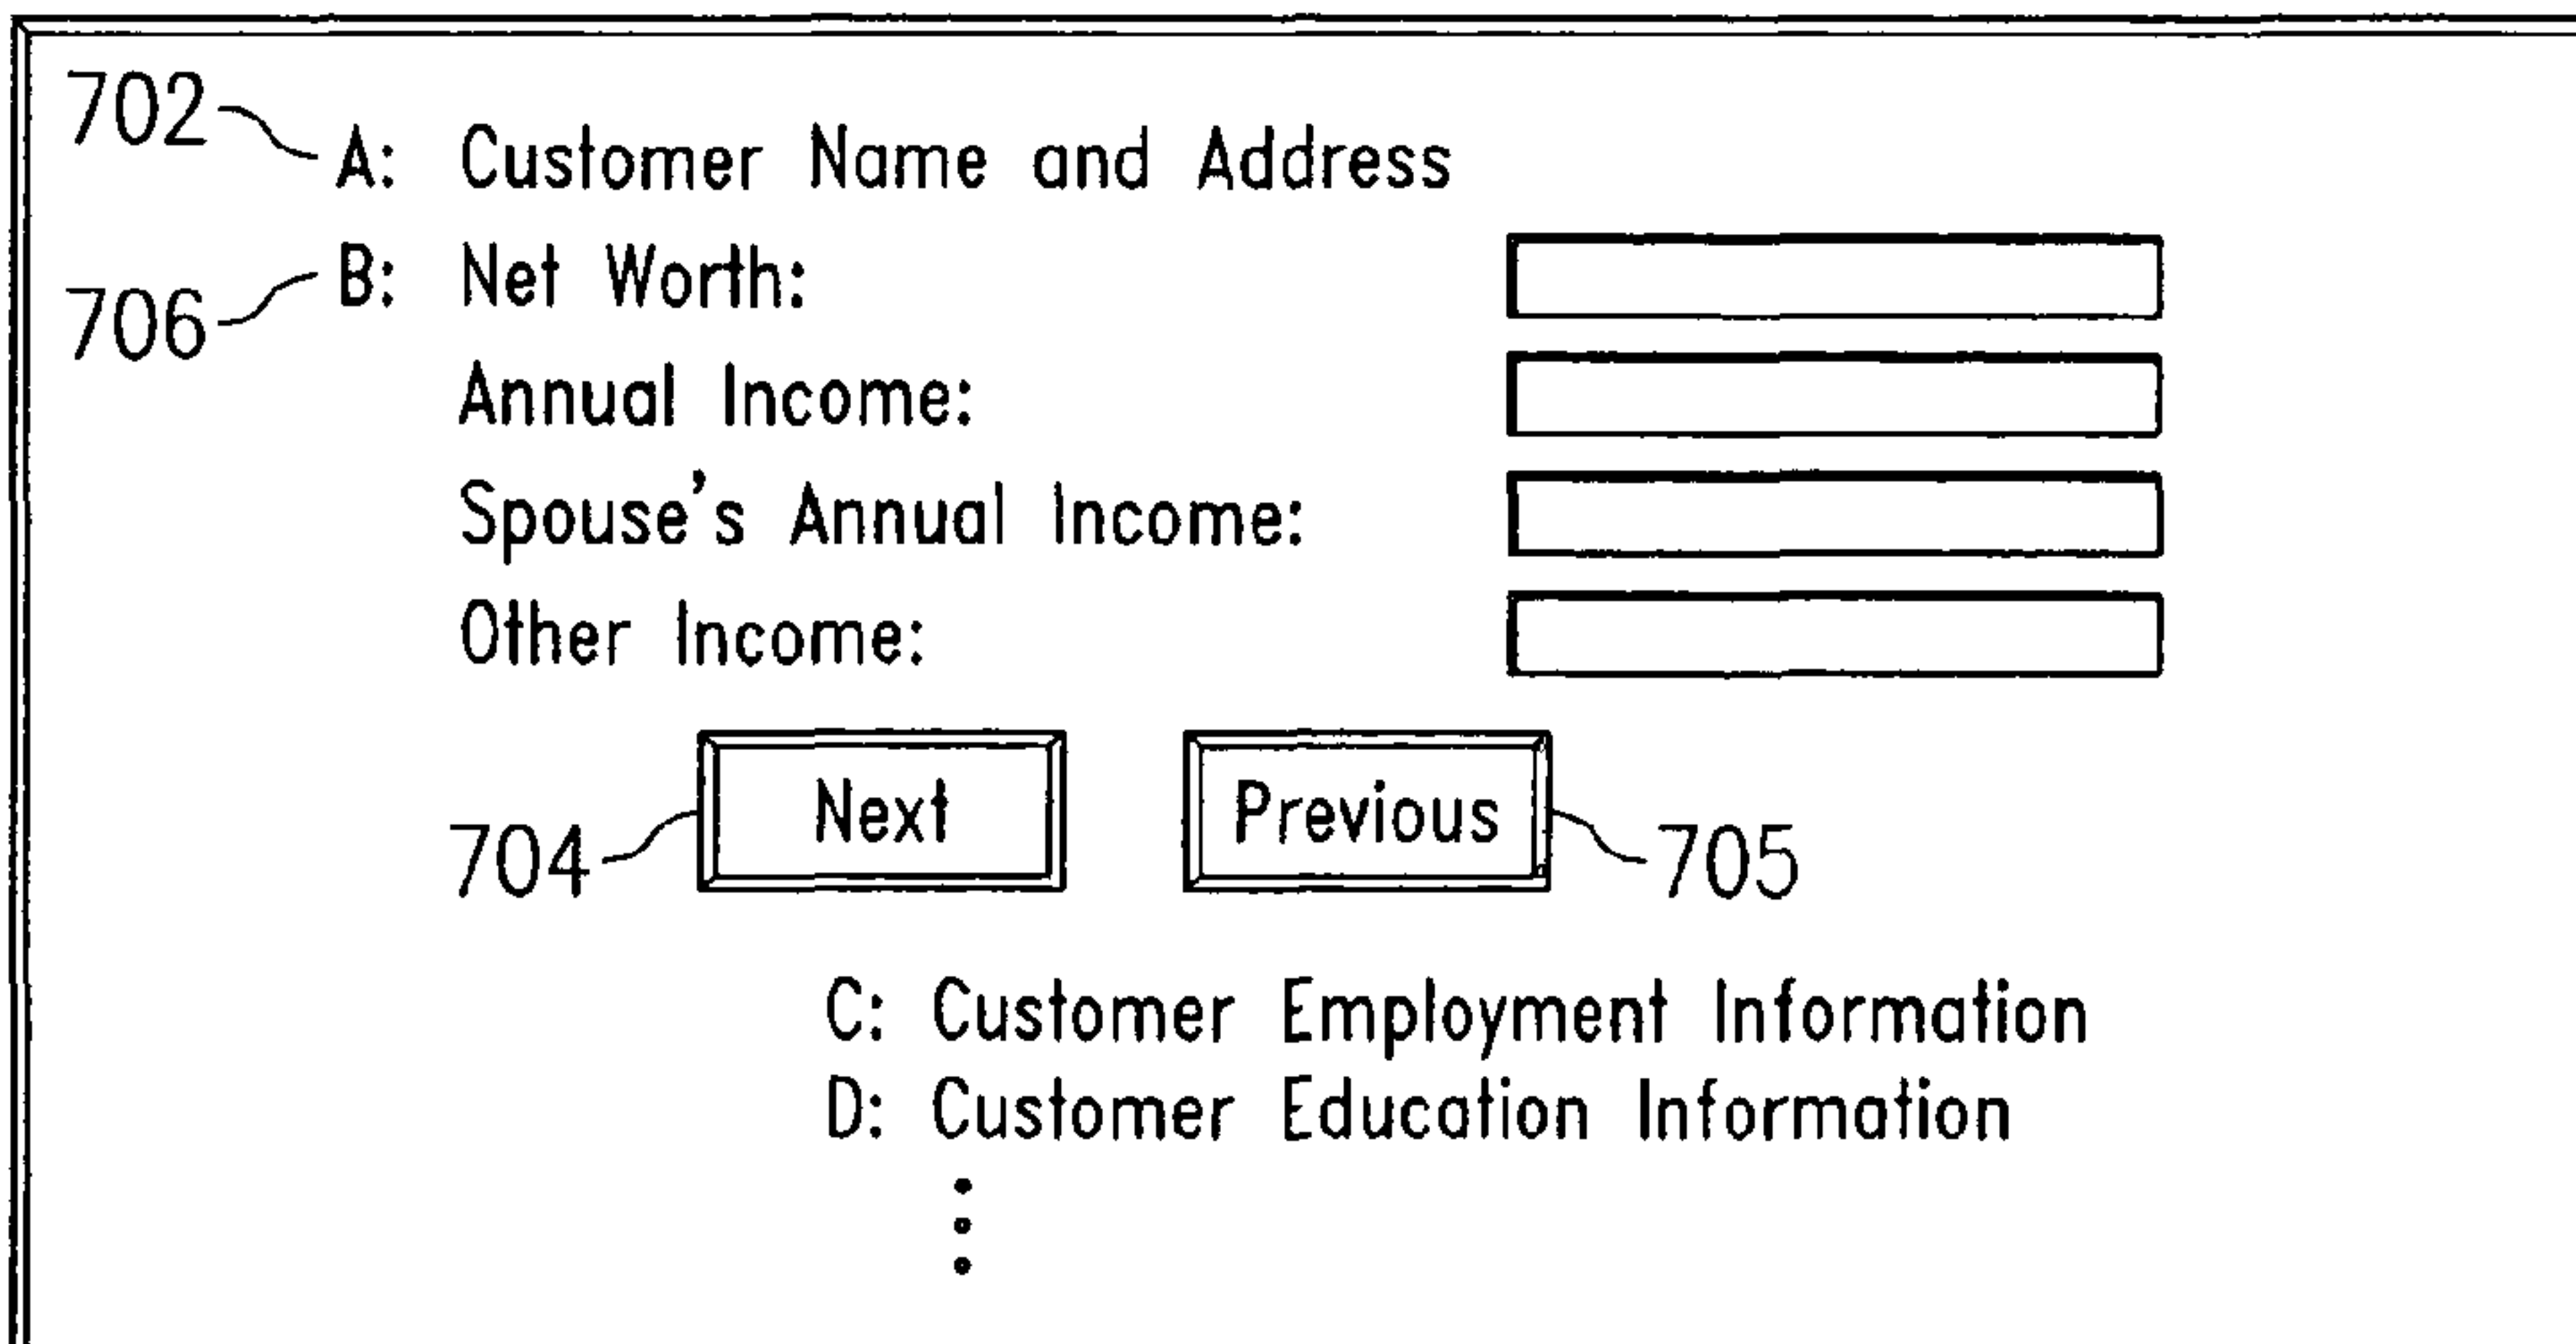 702
A: Customer Name and Address
B: Net Worth:
706
Annual Income:
Spouse's Annual Income:
Other Income:
Next Previous
704 705
C: Customer Employment Information
D: Customer Education Information